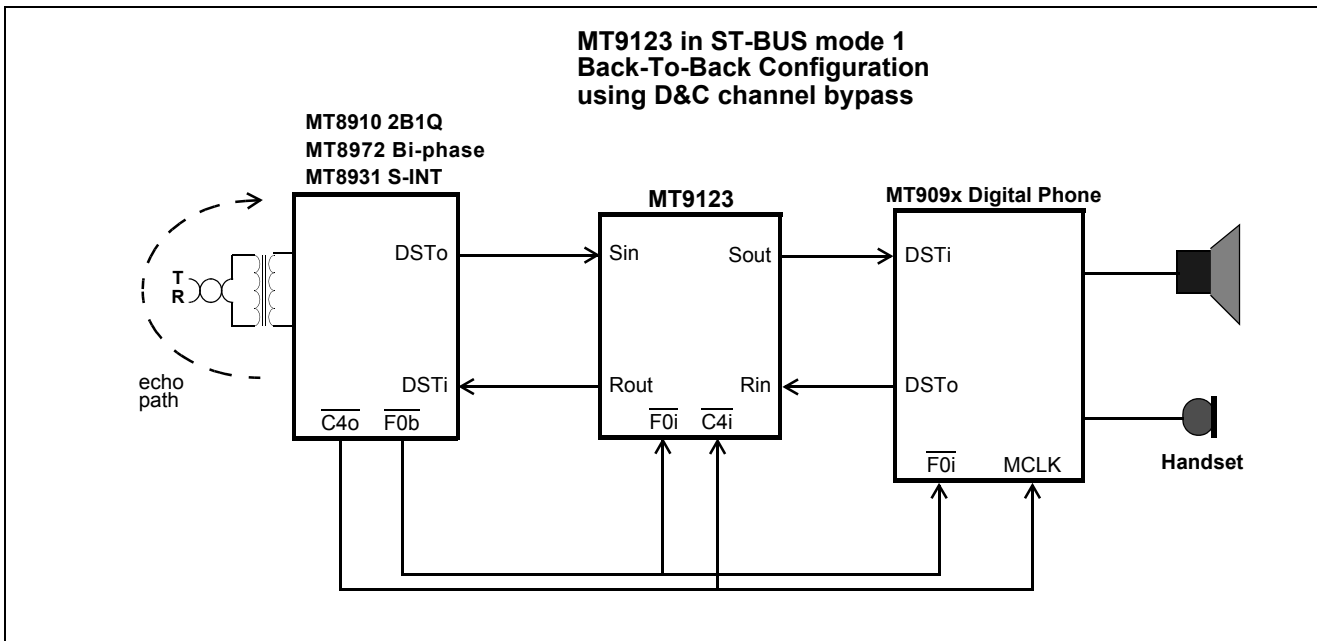 MT9123 in ST-BUS mode 1
Back-To-Back Configuration
using D&C channel bypass
MT8910 2B1Q
MT8972 Bi-phase
MT8931 S-INT
MT9123
MT909x Digital Phone
DSTo
Sin
Sout
DSTi
T
R
echo
path
DSTi
Rout
Rin
DSTo
C4o
F0b
F0i
C4i
F0i
MCLK
Handset